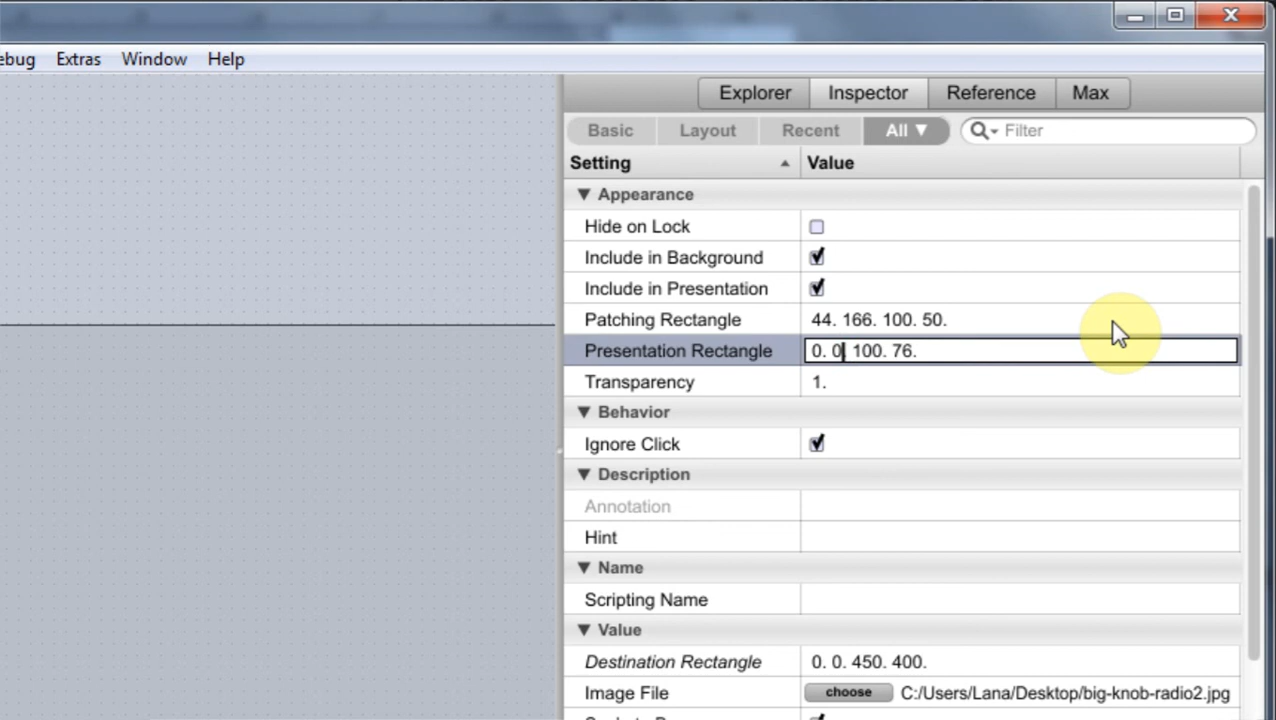 ebug Extras Window Help
Explorer Inspector Reference Max
Basic Layout Recent All ▼ Filter
Setting Value
Appearance
Hide on Lock
Include in Background
Include in Presentation
Patching Rectangle 44. 166. 100. 50.
Presentation Rectangle 0. 0. 100. 76.
Transparency 1.
Behavior
Ignore Click
Description
Annotation
Hint
Name
Scripting Name
Value
Destination Rectangle 0. 0. 450. 400.
Image File choose C:/Users/Lana/Desktop/big-knob-radio2.jpg